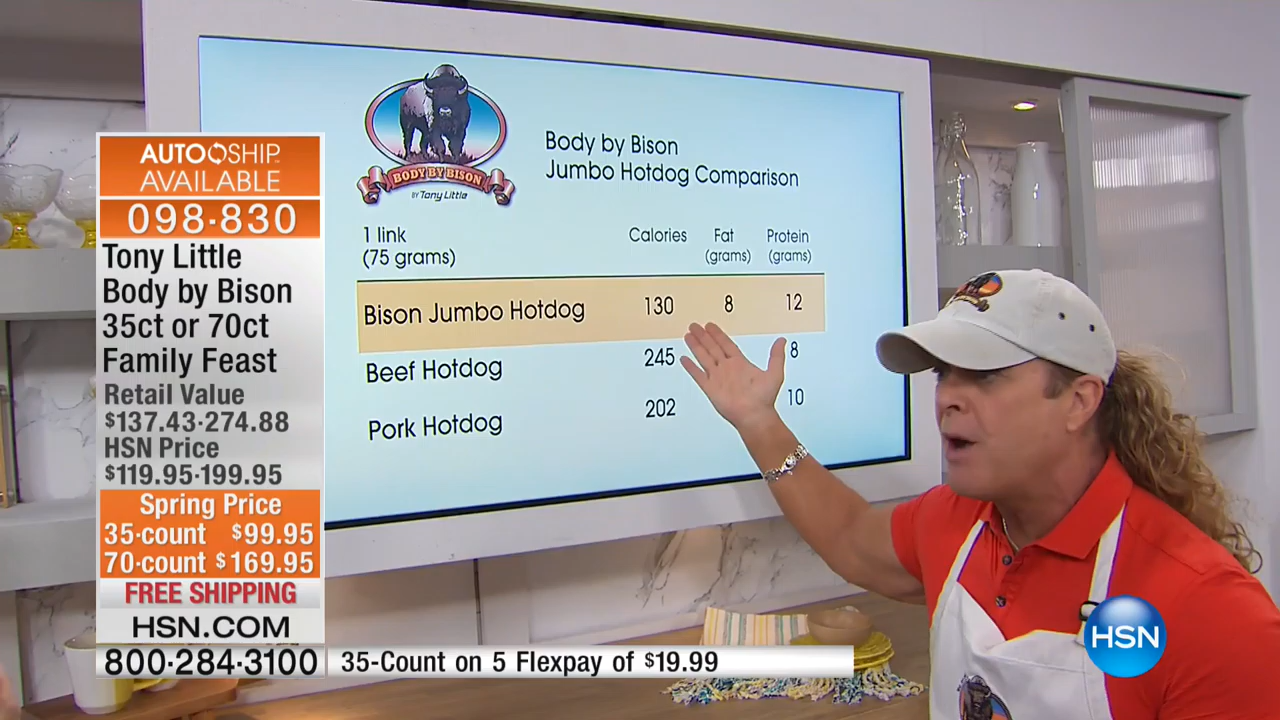 AUTOSHIP
AVAILABLE
098·830
Tony Little
Body by Bison
35ct or 70ct
Family Feast
Retail Value
$137.43-274.88
HSN Price
$119.95-199.95
Spring Price
35-count $99.95
70-count $169.95
FREE SHIPPING
HSN.COM
800·284·3100
35-Count on 5 Flexpay of $19.99
BODY BY BISON
BY Tony Little
Body by Bison
Jumbo Hotdog Comparison
1 link
(75 grams)
Calories Fat (grams) Protein (grams)
Bison Jumbo Hotdog 130 8 12
Beef Hotdog 245 8
Pork Hotdog 202 10
HSN